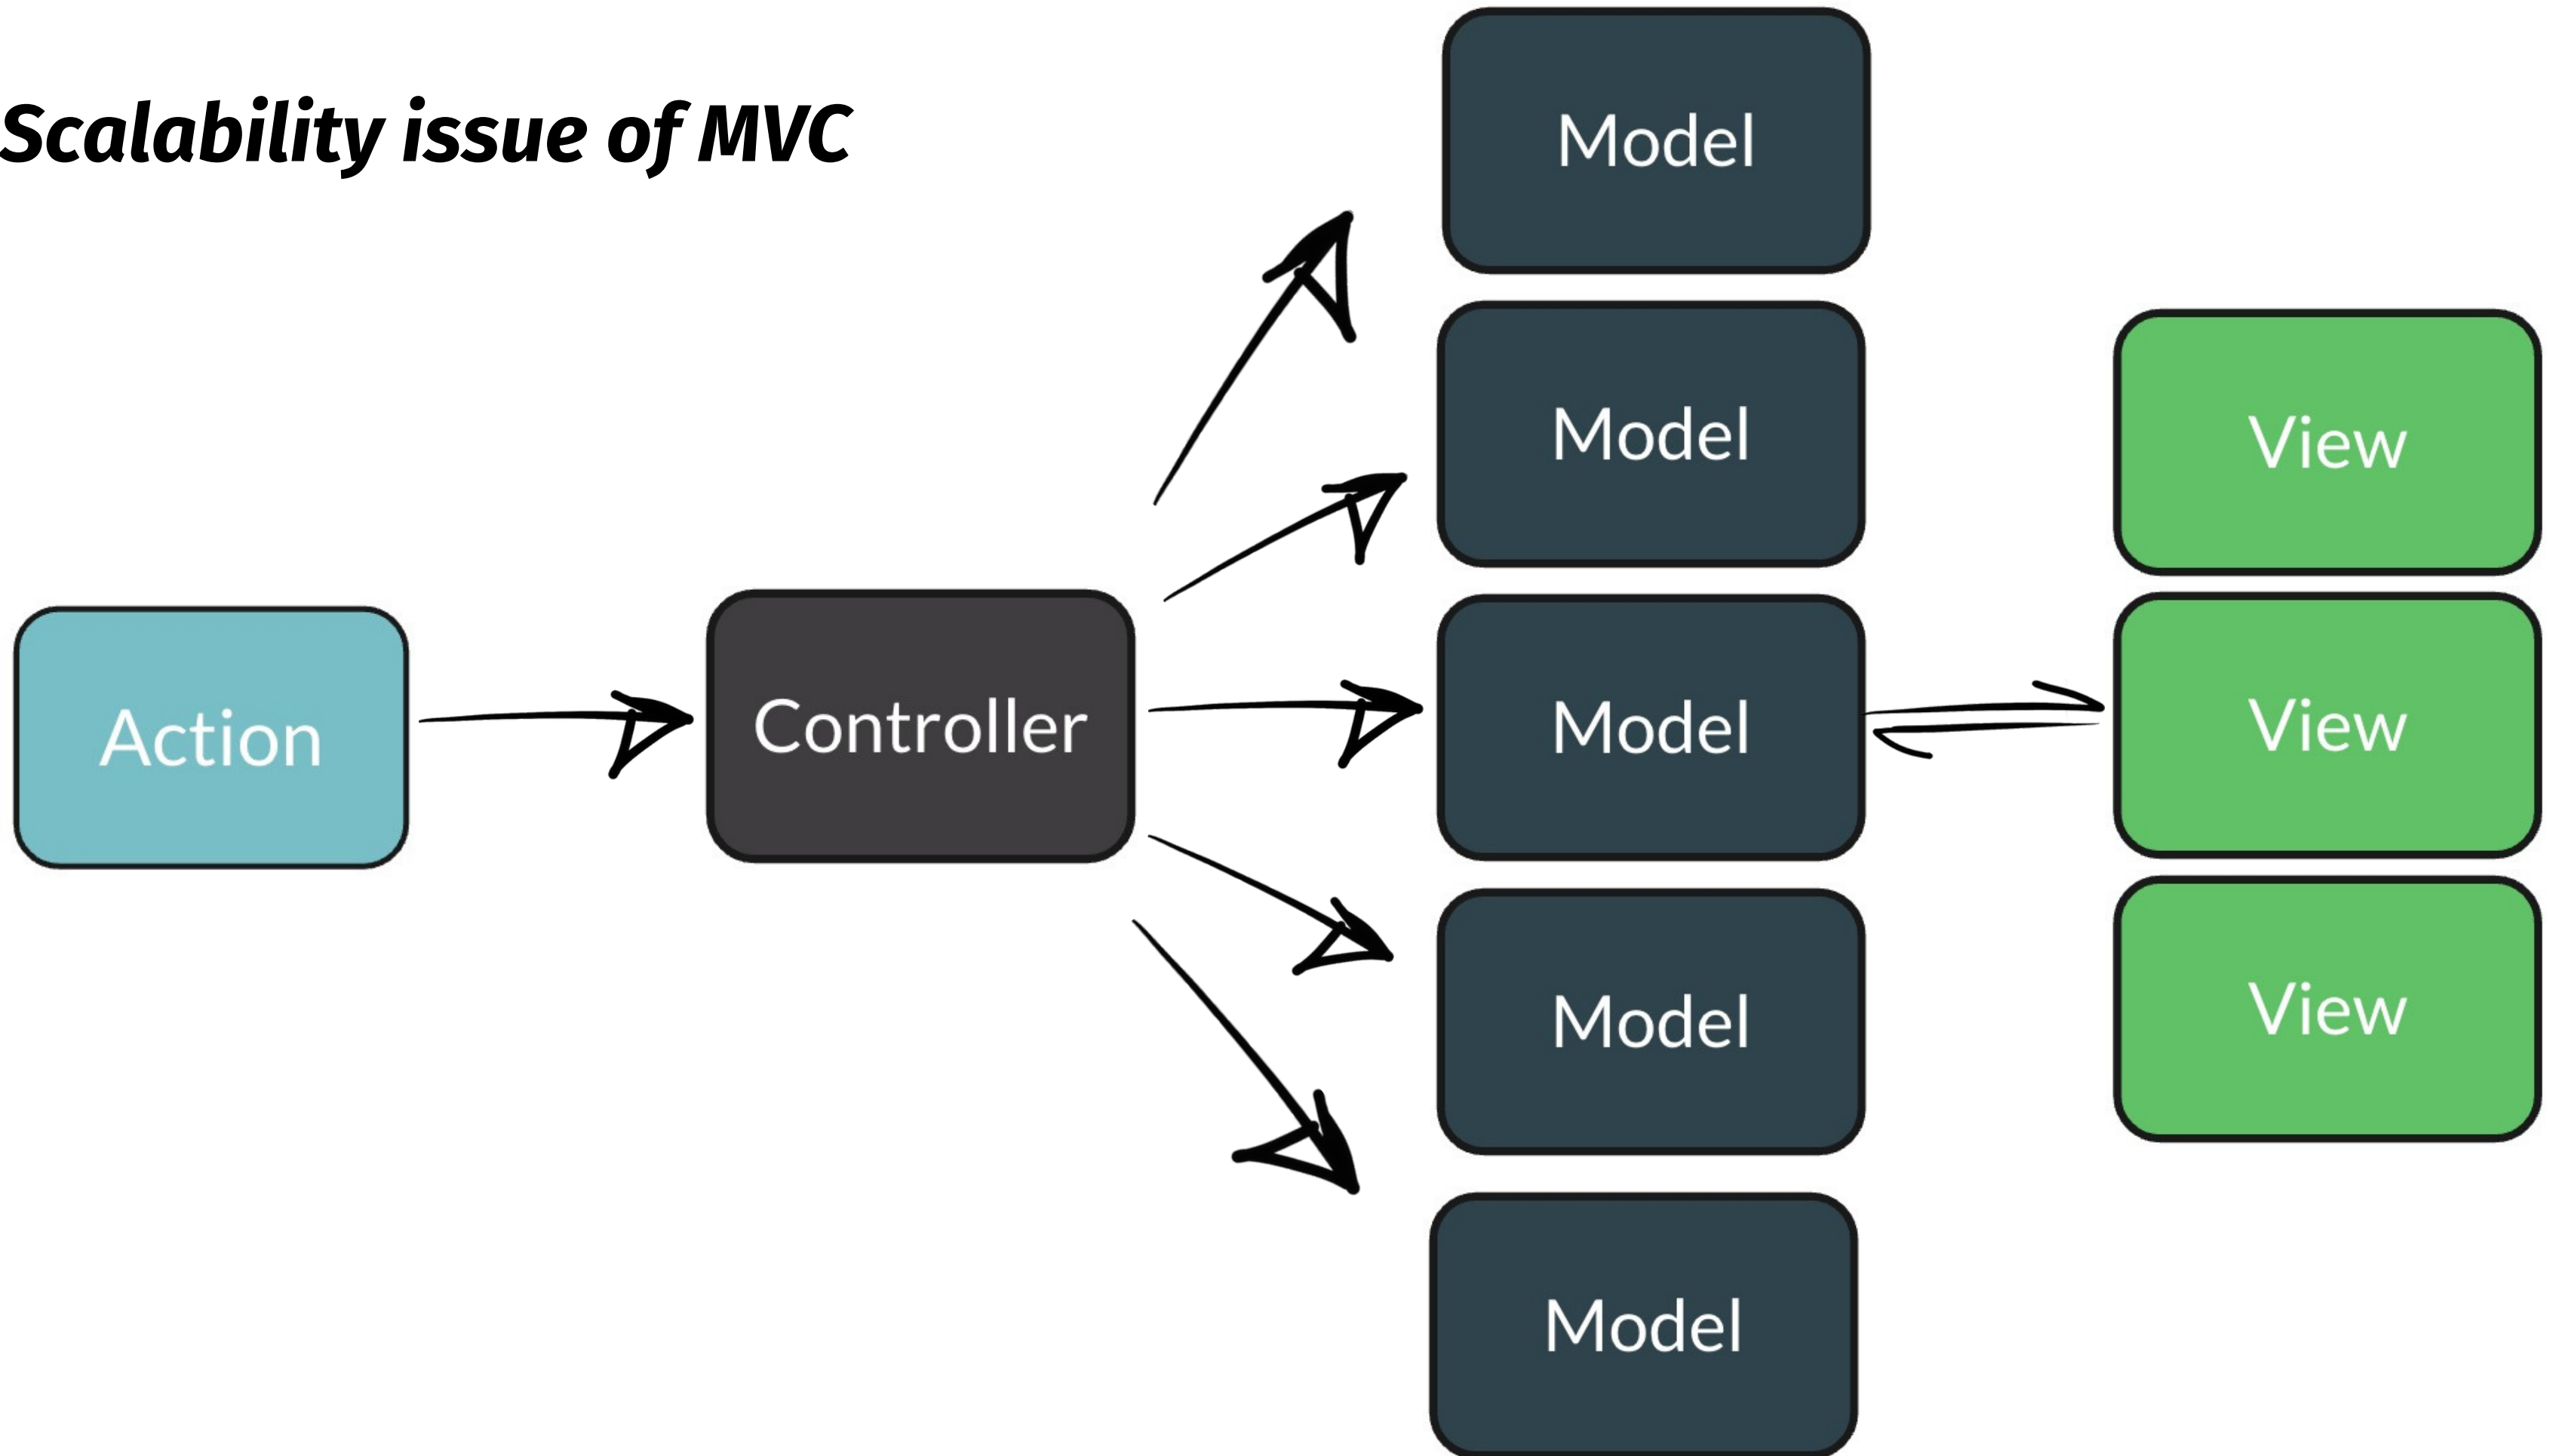 Scalability issue of MVC
Action
Controller
Model
Model
Model
Model
Model
View
View
View